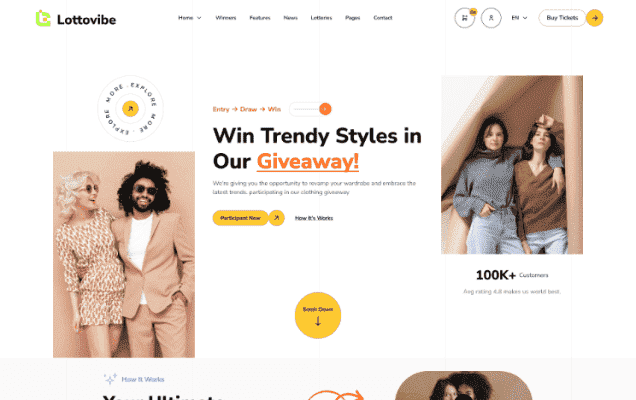 Lottovibe
Home Winners Features News Lotteries Pages Contact
EN
Buy Tickets
EXPLORE MORE · EXPLORE MORE ·
Entry → Draw → Win
Win Trendy Styles in
Our Giveaway!
We're giving you the opportunity to revamp your wardrobe and embrace the
latest trends. participating in our clothing giveaway
Participant Now
How It's Works
100K+ Customers
Avg rating 4.8 makes us world best.
Scroll Down
How It Works
Your Ultimate